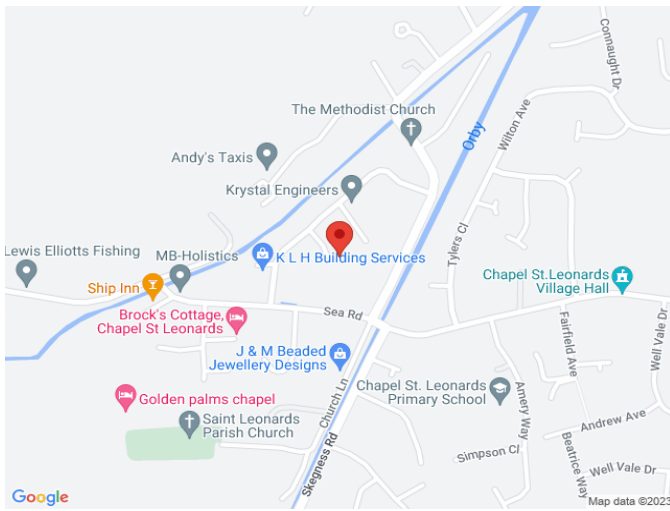 Connaught Dr
The Methodist Church
Orby
Wilton Ave
Andy's Taxis
Krystal Engineers
Lewis Elliotts Fishing
MB-Holistics
K L H Building Services
Tylers Cl
Chapel St.Leonards
Village Hall
Ship Inn
Brock's Cottage,
Chapel St Leonards
Sea Rd
Fairfield Ave
Well Vale Dr
J & M Beaded
Jewellery Designs
Golden palms chapel
Church Ln
Chapel St. Leonards
Primary School
Amery Way
Saint Leonards
Parish Church
Andrew Ave
Skegness Rd
Simpson Cl
Beatrice Way
Well Vale Dr
Google
Map data ©2023